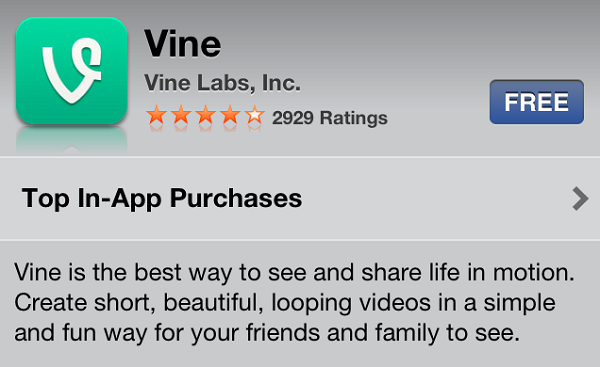 Vine
Vine Labs, Inc.
2929 Ratings
FREE
Top In-App Purchases
Vine is the best way to see and share life in motion.
Create short, beautiful, looping videos in a simple
and fun way for your friends and family to see.